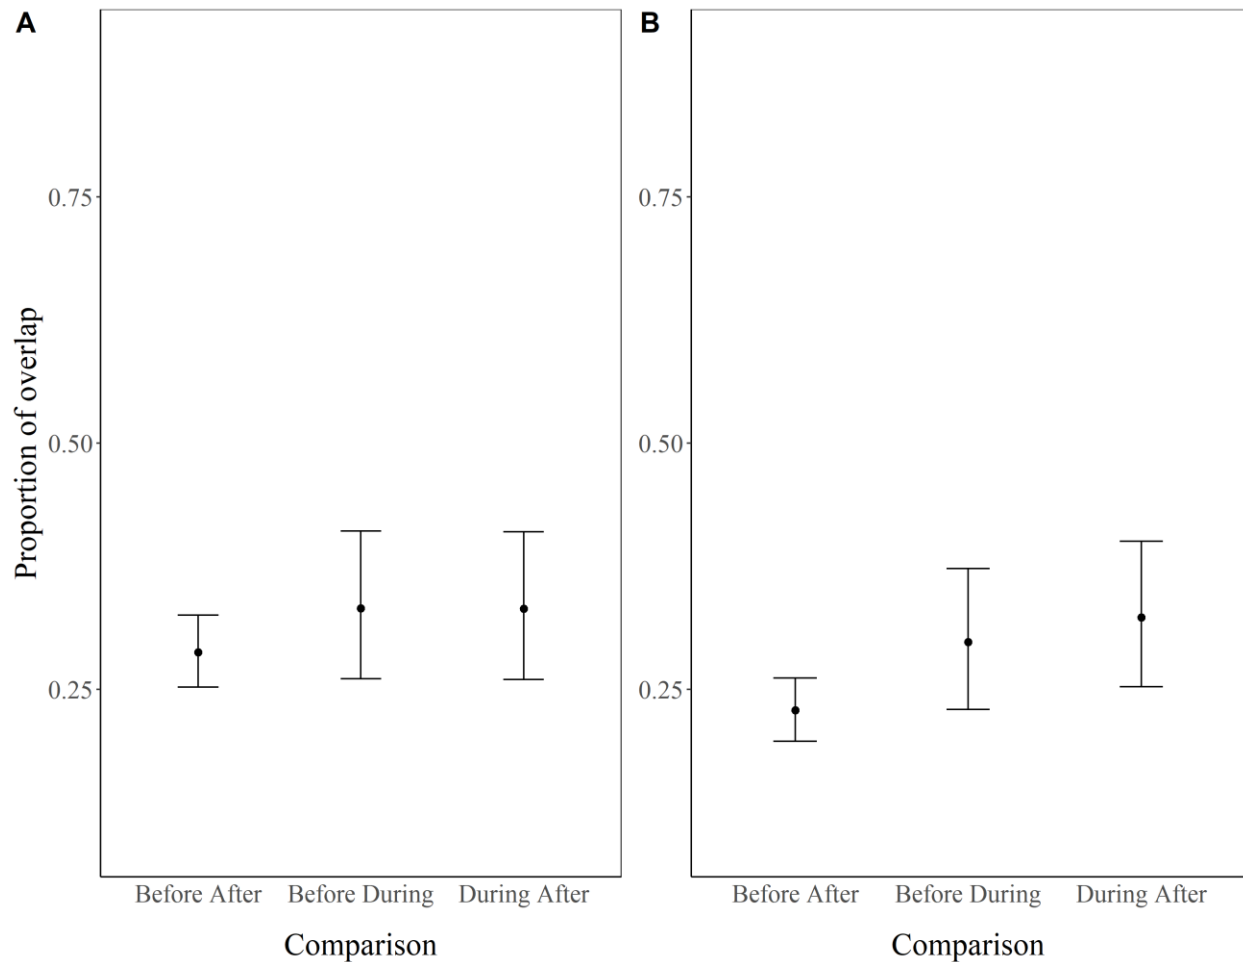 A
B
Proportion of overlap
0.75
0.50
0.25
0.75
0.50
0.25
Before After Before During During After
Before After Before During During After
Comparison
Comparison